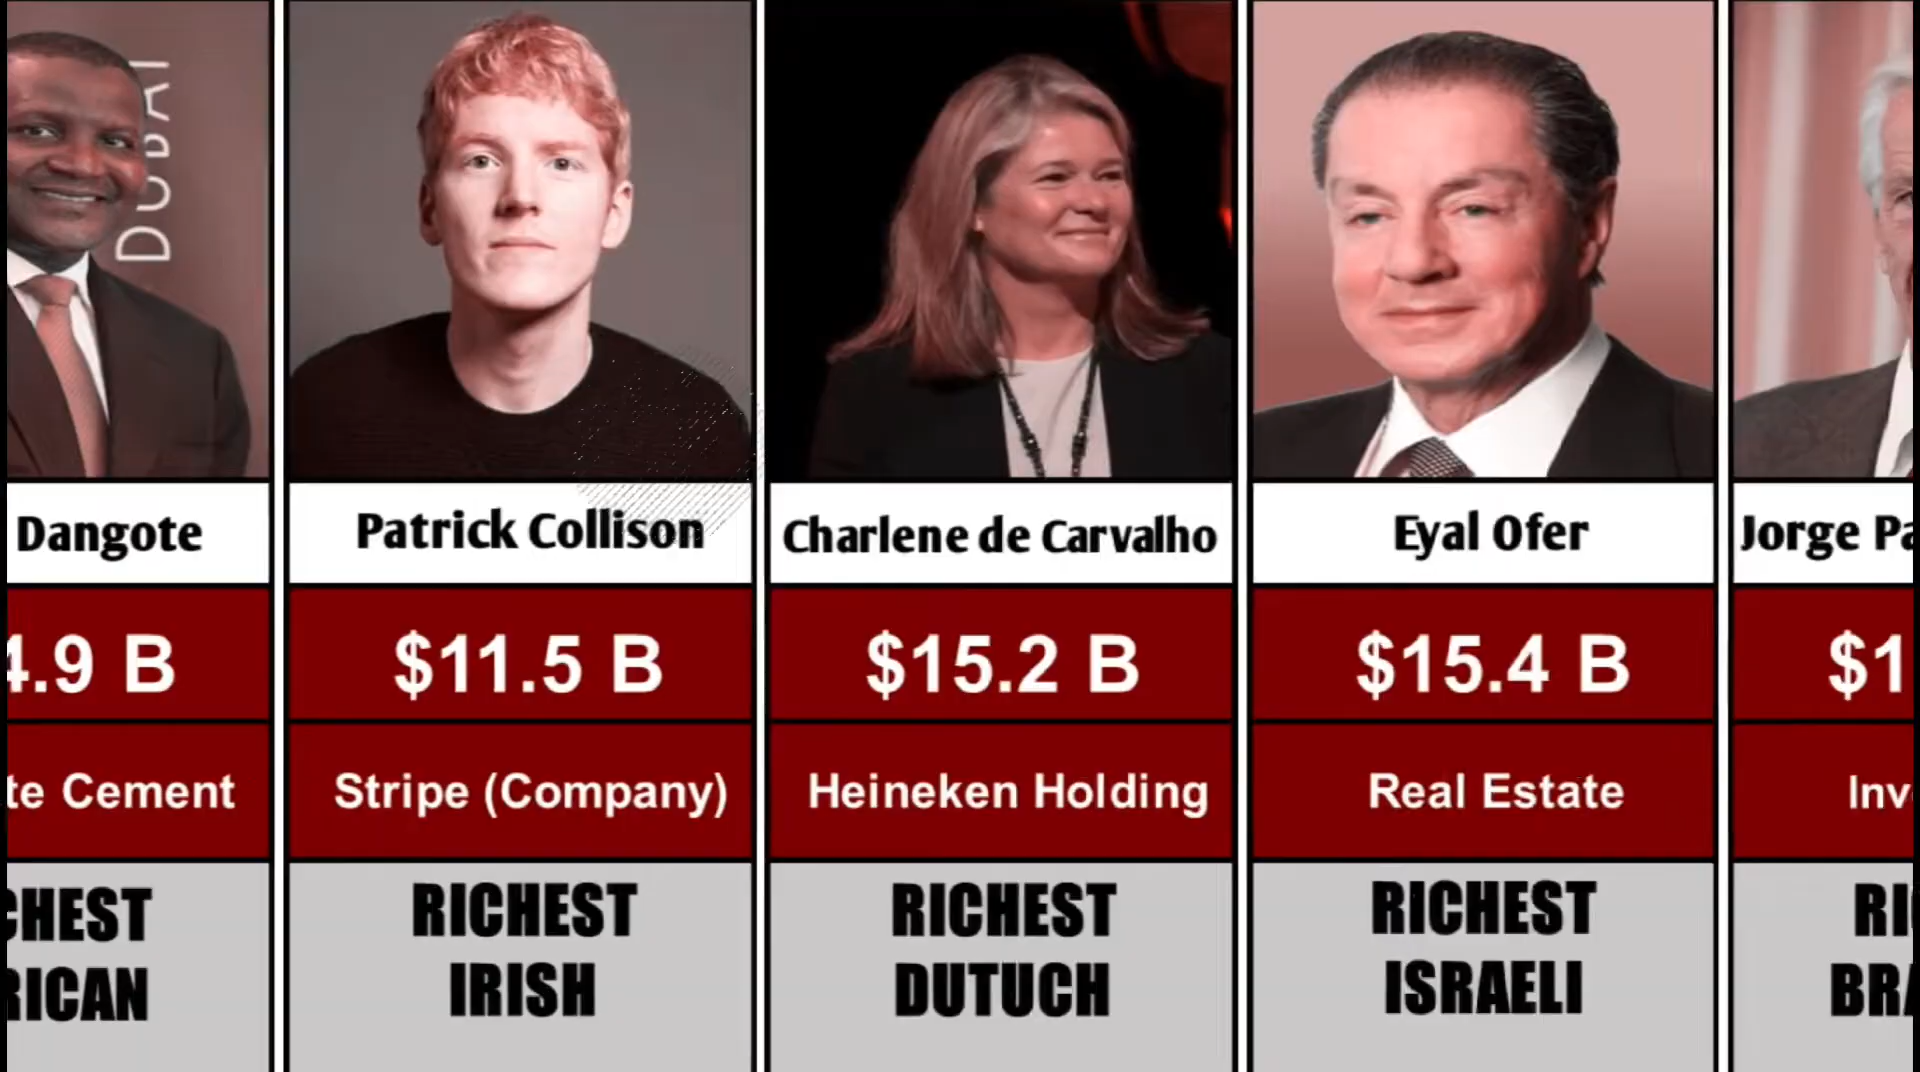 DUBAI
Dangote
4.9 B
te Cement
CHEST
RICAN
Patrick Collison
$11.5 B
Stripe (Company)
RICHEST
IRISH
Charlene de Carvalho
$15.2 B
Heineken Holding
RICHEST
DUTUCH
Eyal Ofer
$15.4 B
Real Estate
RICHEST
ISRAELI
Jorge Pa
$1
Inv
RI
BRA